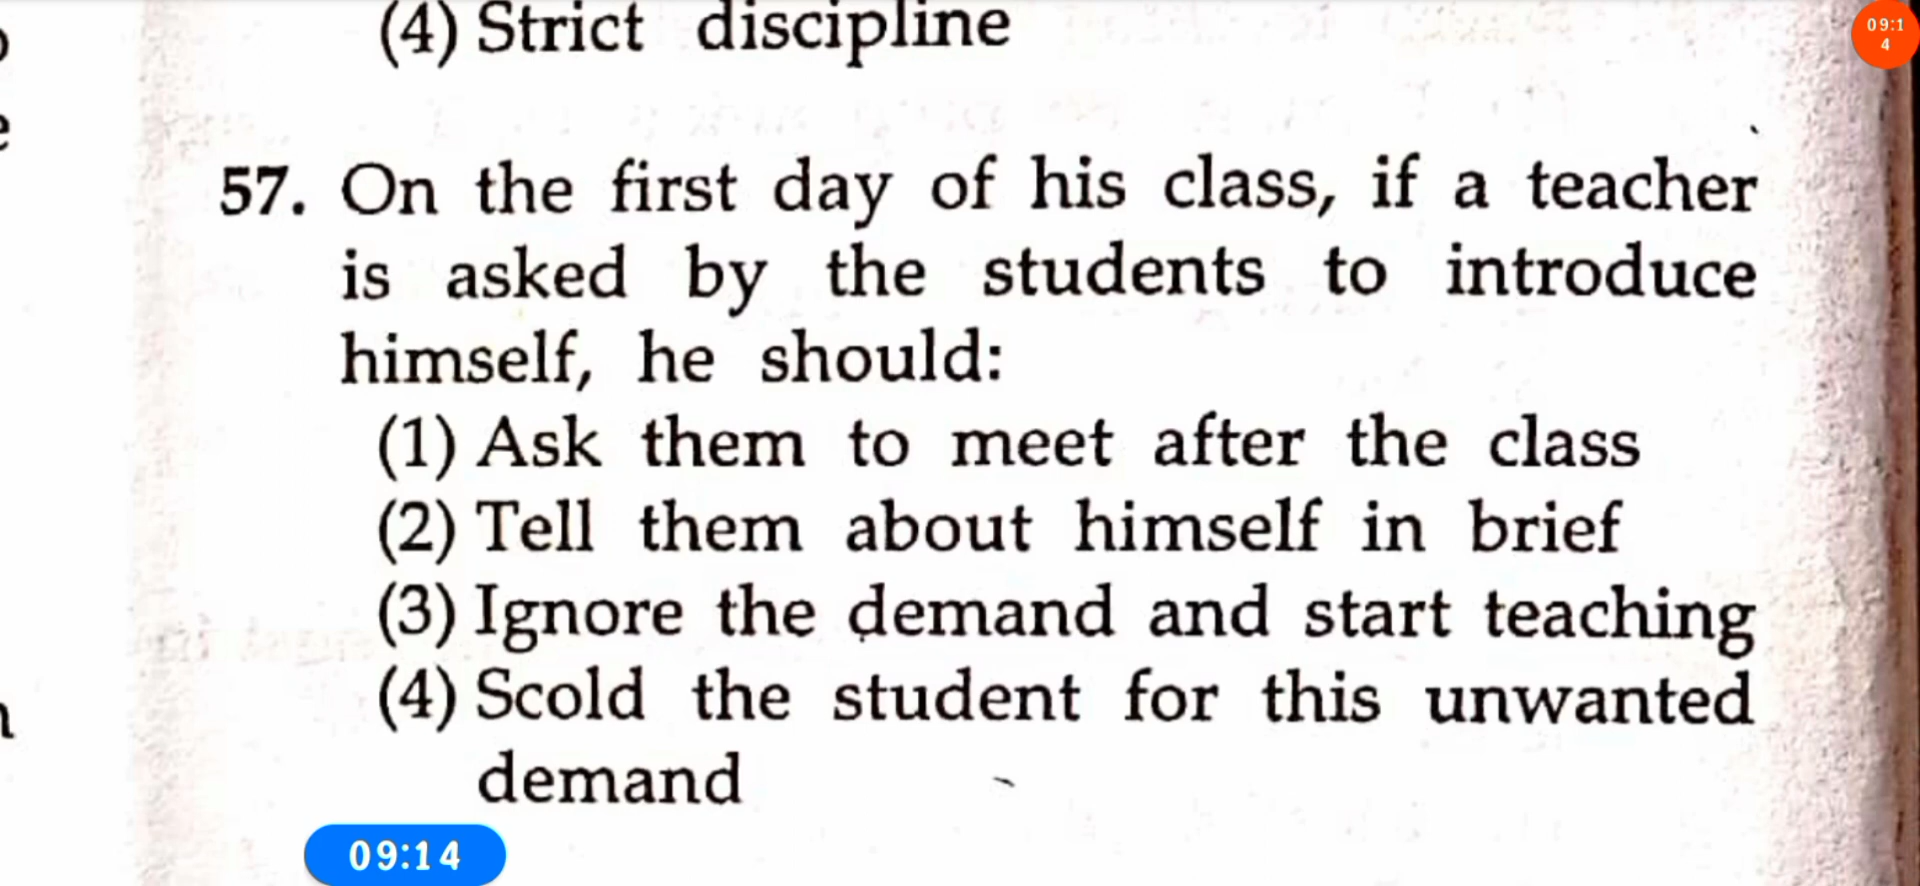 (4) Strict discipline
09:1
4
57. On the first day of his class, if a teacher
is asked by the students to introduce
himself, he should:
(1) Ask them to meet after the class
(2) Tell them about himself in brief
(3) Ignore the demand and start teaching
(4) Scold the student for this unwanted
demand
09:14